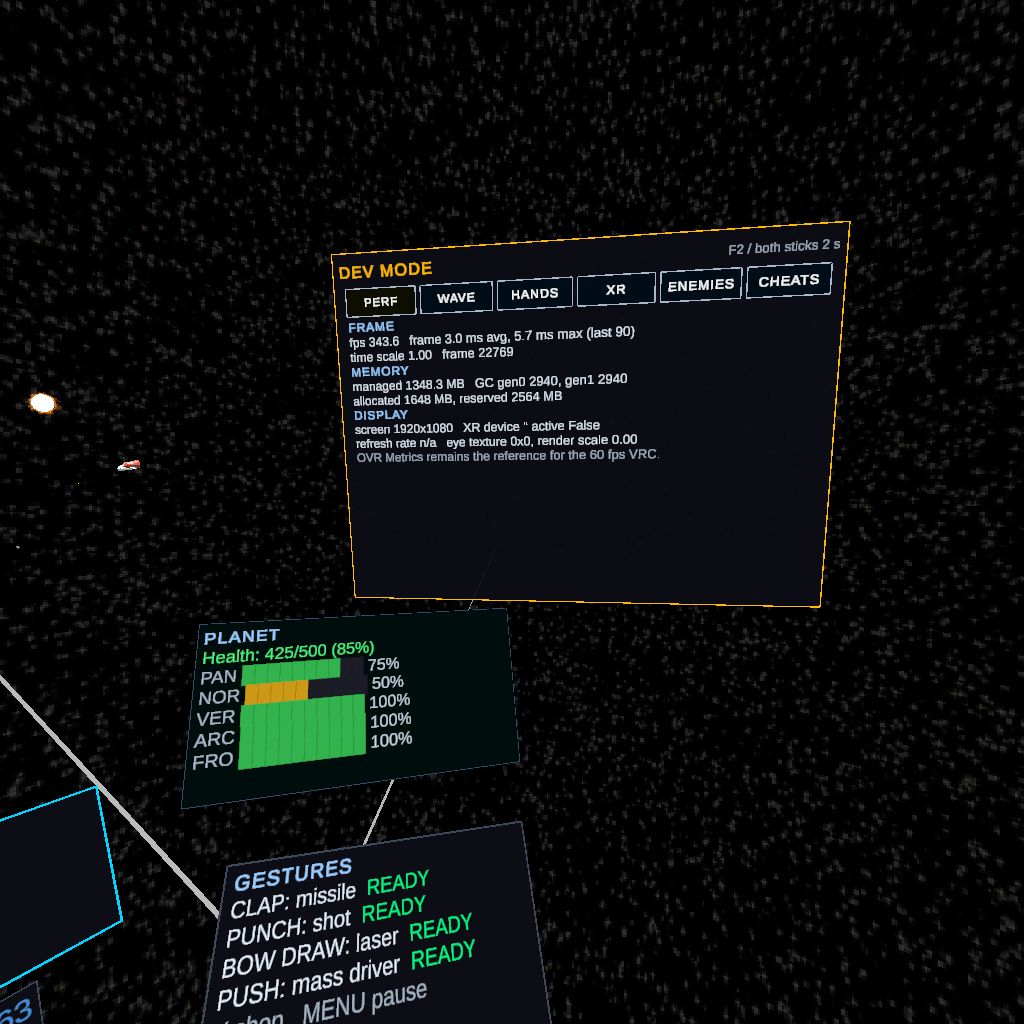 F2 / both sticks 2 s
DEV MODE
PERF WAVE HANDS XR ENEMIES CHEATS
FRAME
fps 343.6 frame 3.0 ms avg, 5.7 ms max (last 90)
time scale 1.00 frame 22769
MEMORY
managed 1348.3 MB GC gen0 2940, gen1 2940
allocated 1648 MB, reserved 2564 MB
DISPLAY
screen 1920x1080 XR device '' active False
refresh rate n/a eye texture 0x0, render scale 0.00
OVR Metrics remains the reference for the 60 fps VRC.
PLANET
Health: 425/500 (85%)
PAN 75%
NOR 50%
VER 100%
ARC 100%
FRO 100%
GESTURES
CLAP: missile READY
PUNCH: shot READY
BOW DRAW: laser READY
PUSH: mass driver READY
MENU pause
63